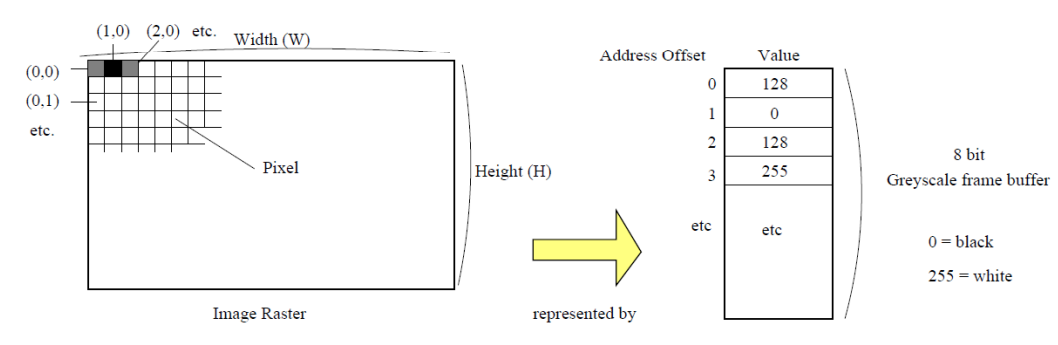 (1,0) (2,0) etc.
Width (W)
(0,0)
(0,1)
etc.
Pixel
Height (H)
Image Raster
represented by
Address Offset Value
0 128
1 0
2 128
3 255
etc etc
8 bit
Greyscale frame buffer
0 = black
255 = white